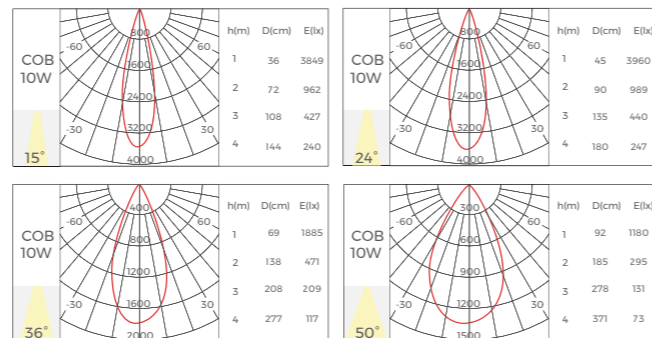 COB
10W
15°
-60
-30
30
800
1600
2400
3200
4000
h(m) D(cm) E(lx)
1 36 3849
2 72 962
3 108 427
4 144 240
COB
10W
24°
-60
-30
30
800
1600
2400
3200
4000
h(m) D(cm) E(lx)
1 45 3960
2 90 989
3 135 440
4 180 247
COB
10W
36°
-60
-30
60
30
400
800
1200
1600
2000
h(m) D(cm) E(lx)
1 69 1885
2 138 471
3 208 209
4 277 117
COB
10W
50°
-60
-30
60
30
300
600
900
1200
1500
h(m) D(cm) E(lx)
1 92 1180
2 185 295
3 278 131
4 371 73